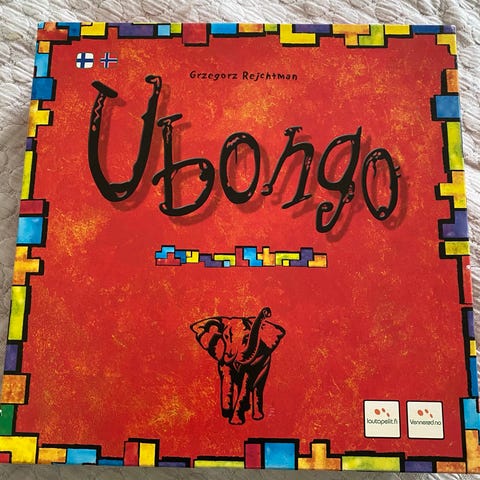 Grzegorz Rejchtman
Ubongo
lautapelit.fi
Vennerød.no